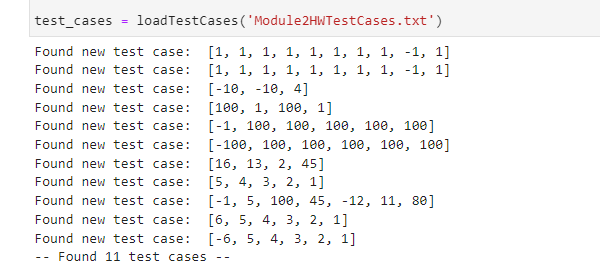 test_cases = loadTestCases('Module2HWTestCases.txt')
Found new test case:  [1, 1, 1, 1, 1, 1, 1, 1, -1, 1]
Found new test case:  [1, 1, 1, 1, 1, 1, 1, 1, -1, 1]
Found new test case:  [-10, -10, 4]
Found new test case:  [100, 1, 100, 1]
Found new test case:  [-1, 100, 100, 100, 100, 100]
Found new test case:  [-100, 100, 100, 100, 100, 100]
Found new test case:  [16, 13, 2, 45]
Found new test case:  [5, 4, 3, 2, 1]
Found new test case:  [-1, 5, 100, 45, -12, 11, 80]
Found new test case:  [6, 5, 4, 3, 2, 1]
Found new test case:  [-6, 5, 4, 3, 2, 1]
-- Found 11 test cases --